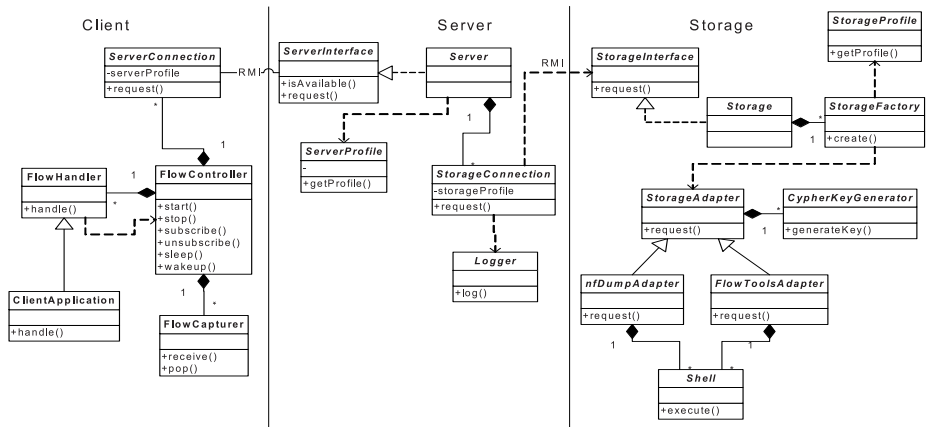 Client
Server
Storage
ServerConnection
-serverProfile
+request()
RMI
ServerInterface
+isAvailable()
+request()
Server
RMI
StorageInterface
+request()
StorageProfile
+getProfile()
Storage
1
*
StorageFactory
+create()
*
1
1
*
ServerProfile
-
+getProfile()
StorageConnection
-storageProfile
+request()
FlowHandler
+handle()
1
*
FlowController
+start()
+stop()
+subscribe()
+unsubscribe()
+sleep()
+wakeup()
StorageAdapter
+request()
1
*
CypherKeyGenerator
+generateKey()
Logger
+log()
ClientApplication
+handle()
1
*
FlowCapturer
+receive()
+pop()
nfDumpAdapter
+request()
FlowToolsAdapter
+request()
1
*
1
*
Shell
+execute()